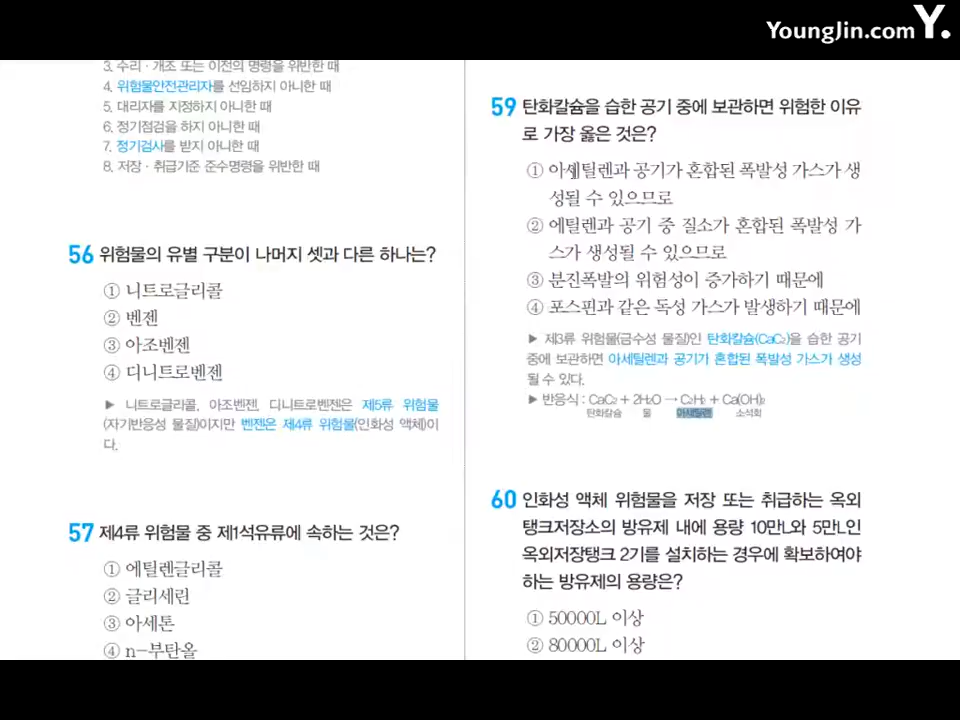 YoungJin.com Y.
3. 수리·개조 또는 이전의 명령을 위반한 때
4. 위험물안전관리자를 선임하지 아니한 때
5. 대리자를 지정하지 아니한 때
6. 정기점검을 하지 아니한 때
7. 정기검사를 받지 아니한 때
8. 저장·취급기준 준수명령을 위반한 때
56 위험물의 유별 구분이 나머지 셋과 다른 하나는?
① 니트로글리콜
② 벤젠
③ 아조벤젠
④ 디니트로벤젠
▶ 니트로글리콜, 아조벤젠, 디니트로벤젠은 제5류 위험물
(자기반응성 물질)이지만 벤젠은 제4류 위험물(인화성 액체)이
다.
57 제4류 위험물 중 제1석유류에 속하는 것은?
① 에틸렌글리콜
② 글리세린
③ 아세톤
④ n-부탄올
59 탄화칼슘을 습한 공기 중에 보관하면 위험한 이유
로 가장 옳은 것은?
① 아세틸렌과 공기가 혼합된 폭발성 가스가 생
성될 수 있으므로
② 에틸렌과 공기 중 질소가 혼합된 폭발성 가
스가 생성될 수 있으므로
③ 분진폭발의 위험성이 증가하기 때문에
④ 포스핀과 같은 독성 가스가 발생하기 때문에
▶ 제3류 위험물(금수성 물질)인 탄화칼슘(CaC₂)을 습한 공기
중에 보관하면 아세틸렌과 공기가 혼합된 폭발성 가스가 생성
될 수 있다.
▶ 반응식 : CaC₂ + 2H₂O → C₂H₂ + Ca(OH)₂
탄화칼슘 물 아세틸렌 소석회
60 인화성 액체 위험물을 저장 또는 취급하는 옥외
탱크저장소의 방유제 내에 용량 10만L와 5만L인
옥외저장탱크 2기를 설치하는 경우에 확보하여야
하는 방유제의 용량은?
① 50000L 이상
② 80000L 이상